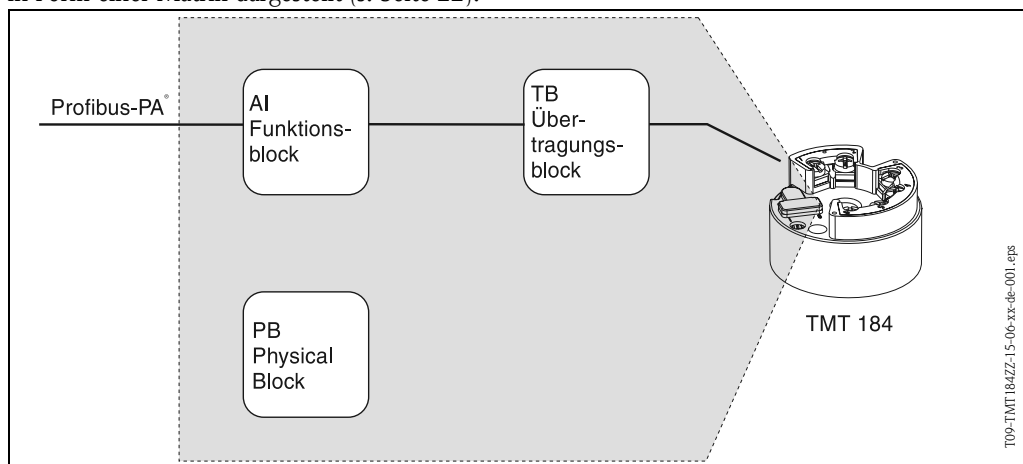 in Form einer Matrix dargestellt (s. Seite 22).
Profibus-PA®
AI
Funktions-
block
TB
Über-
tragungs-
block
PB
Physical
Block
TMT 184
T09-TMT184ZZ-15-06-xx-de-001.eps